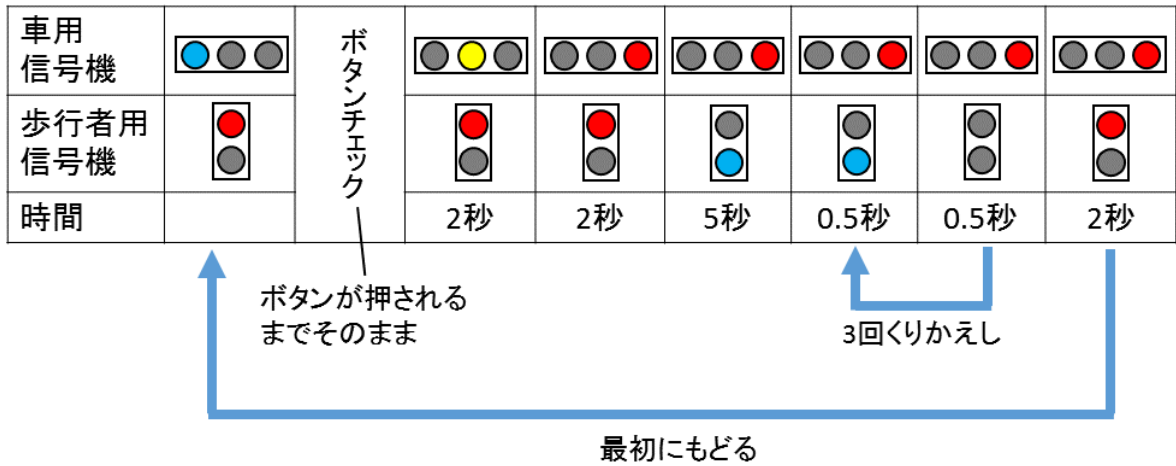 車用
信号機
ボタンチェック
歩行者用
信号機
時間
2秒
2秒
5秒
0.5秒
0.5秒
2秒
ボタンが押される
までそのまま
3回くりかえし
最初にもどる